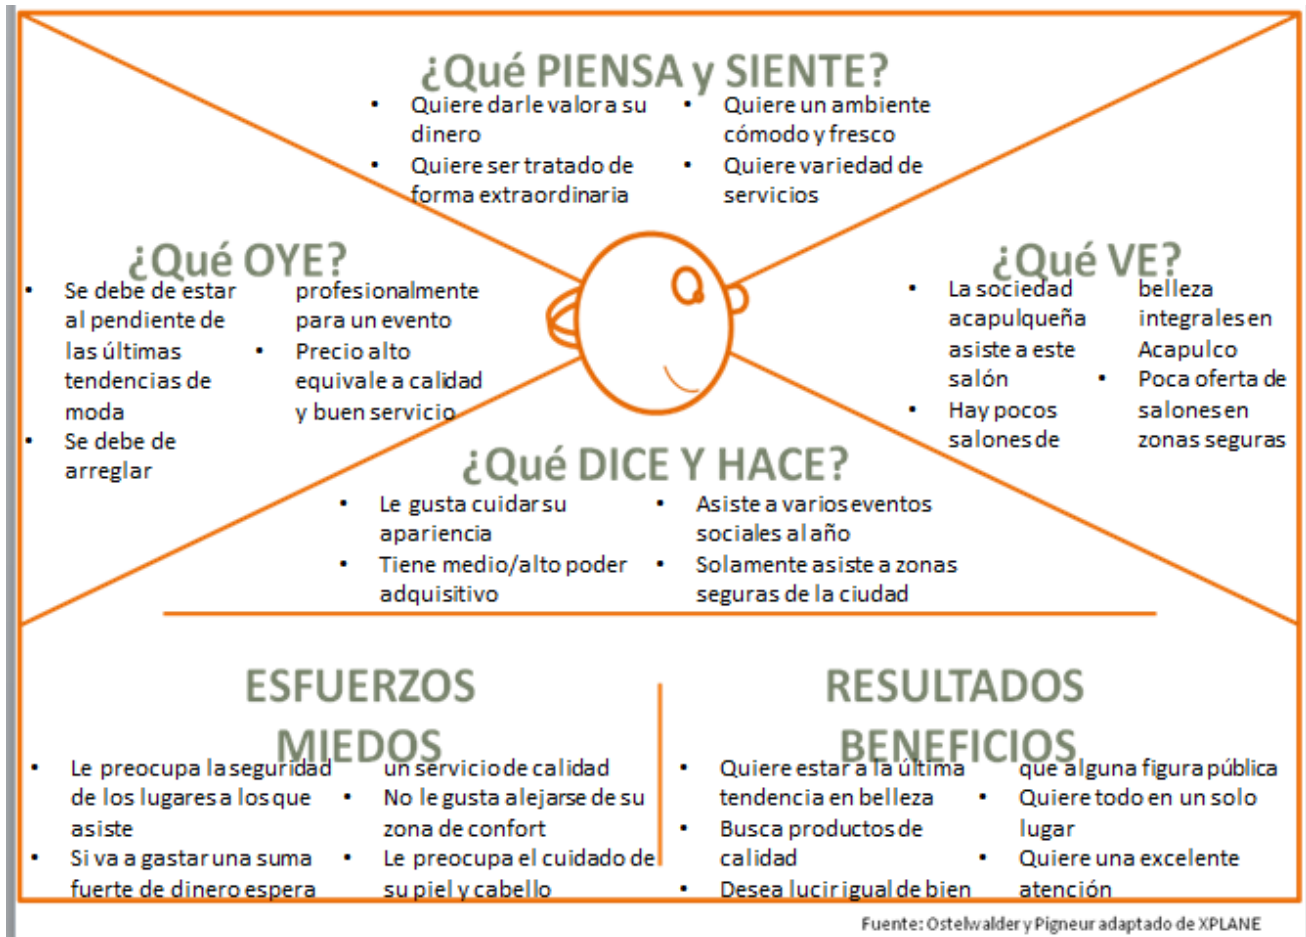 ¿Qué PIENSA y SIENTE?
• Quiere darle valor a su
dinero
• Quiere ser tratado de
forma extraordinaria
• Quiere un ambiente
cómodo y fresco
• Quiere variedad de
servicios
¿Qué OYE?
• Se debe de estar
al pendiente de
las últimas
tendencias de
moda
• Se debe de
arreglar
profesionalmente
para un evento
• Precio alto
equivale a calidad
y buen servicio
¿Qué VE?
• La sociedad
acapulqueña
asiste a este
salón
• Hay pocos
salones de
belleza
integrales en
Acapulco
• Poca oferta de
salones en
zonas seguras
¿Qué DICE Y HACE?
• Le gusta cuidar su
apariencia
• Tiene medio/alto poder
adquisitivo
• Asiste a varios eventos
sociales al año
• Solamente asiste a zonas
seguras de la ciudad
ESFUERZOS
MIEDOS
• Le preocupa la seguridad
de los lugares a los que
asiste
• Si va a gastar una suma
fuerte de dinero espera
un servicio de calidad
• No le gusta alejarse de su
zona de confort
• Le preocupa el cuidado de
su piel y cabello
RESULTADOS
BENEFICIOS
• Quiere estar a la última
tendencia en belleza
• Busca productos de
calidad
• Desea lucir igual de bien
que alguna figura pública
• Quiere todo en un solo
lugar
• Quiere una excelente
atención
Fuente: Ostelwalder y Pigneur adaptado de XPLANE